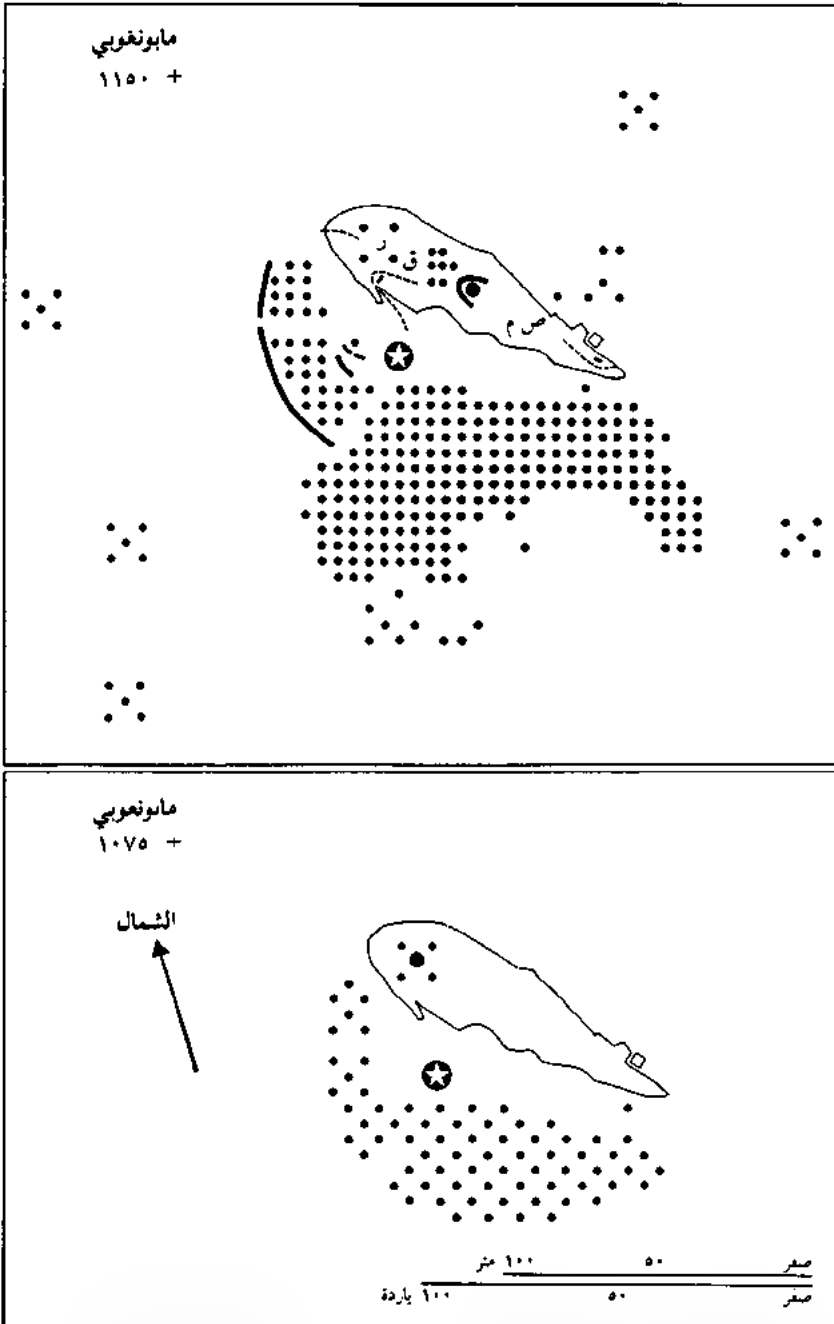 مابونغوبي
١١٥٠ +
ر
ق
ص م
مابونغوبي
١٠٧٥ +
الشمال
صفر ٥٠ ١٠٠ متر
صفر ٥٠ ١٠٠ ياردة